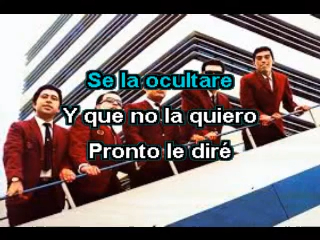 Se la ocultare
Y que no la quiero
Pronto le diré